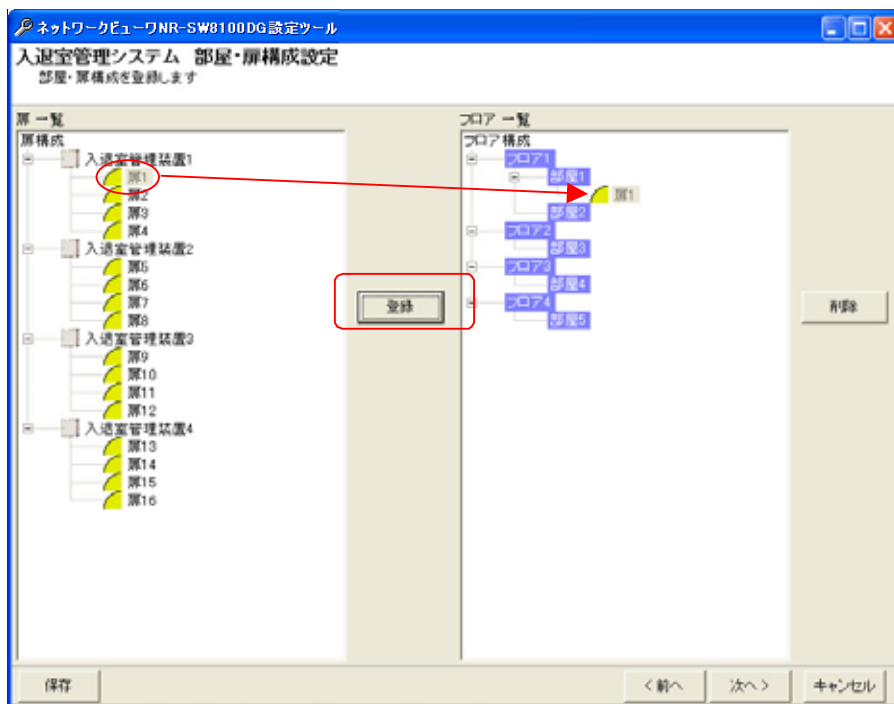 ネットワークビューワNR-SW8100DG設定ツール
入退室管理システム 部屋・扉構成設定
部屋・扉構成を登録します
扉 一覧
扉構成
入退室管理装置1
扉1
扉2
扉3
扉4
入退室管理装置2
扉5
扉6
扉7
扉8
入退室管理装置3
扉9
扉10
扉11
扉12
入退室管理装置4
扉13
扉14
扉15
扉16
登録
フロア 一覧
フロア構成
フロア1
部屋1
扉1
部屋2
フロア2
部屋3
フロア3
部屋4
フロア4
部屋5
削除
保存
<前へ
次へ>
キャンセル